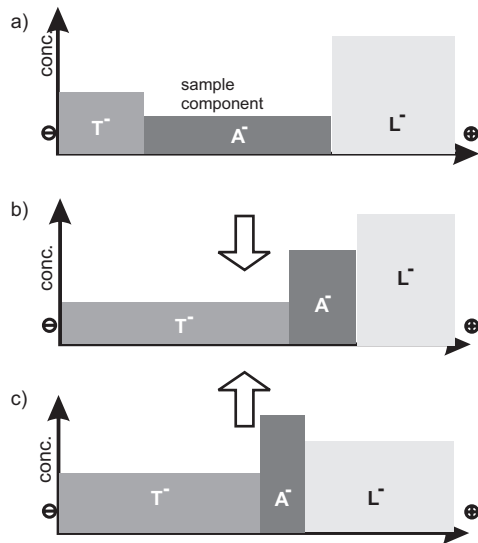 a)
conc.
sample
component
T⁻
A⁻
L⁻
⊖
⊕
b)
conc.
T⁻
A⁻
L⁻
⊖
⊕
c)
conc.
T⁻
A⁻
L⁻
⊖
⊕